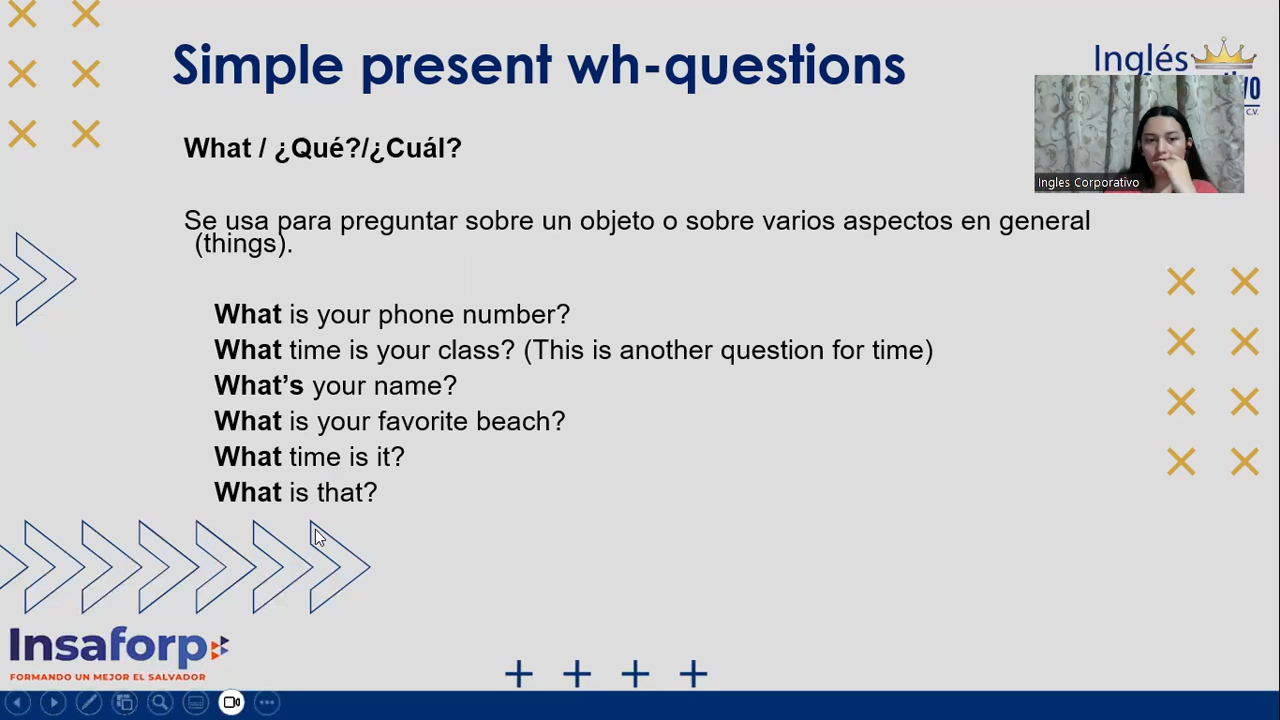 Simple present wh-questions
Inglés
vo
C.V.
Ingles Corporativo
What / ¿Qué?/¿Cuál?
Se usa para preguntar sobre un objeto o sobre varios aspectos en general
(things).
What is your phone number?
What time is your class? (This is another question for time)
What’s your name?
What is your favorite beach?
What time is it?
What is that?
Insaforp
FORMANDO UN MEJOR EL SALVADOR